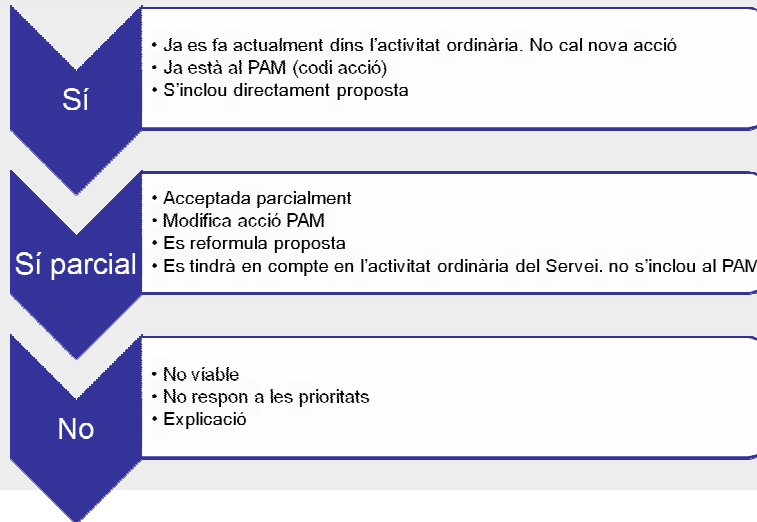 Sí
• Ja es fa actualment dins l'activitat ordinària. No cal nova acció
• Ja està al PAM (codi acció)
• S'inclou directament proposta
Sí parcial
• Acceptada parcialment
• Modifica acció PAM
• Es reformula proposta
• Es tindrà en compte en l'activitat ordinària del Servei. no s'inclou al PAM
No
• No viable
• No respon a les prioritats
• Explicació